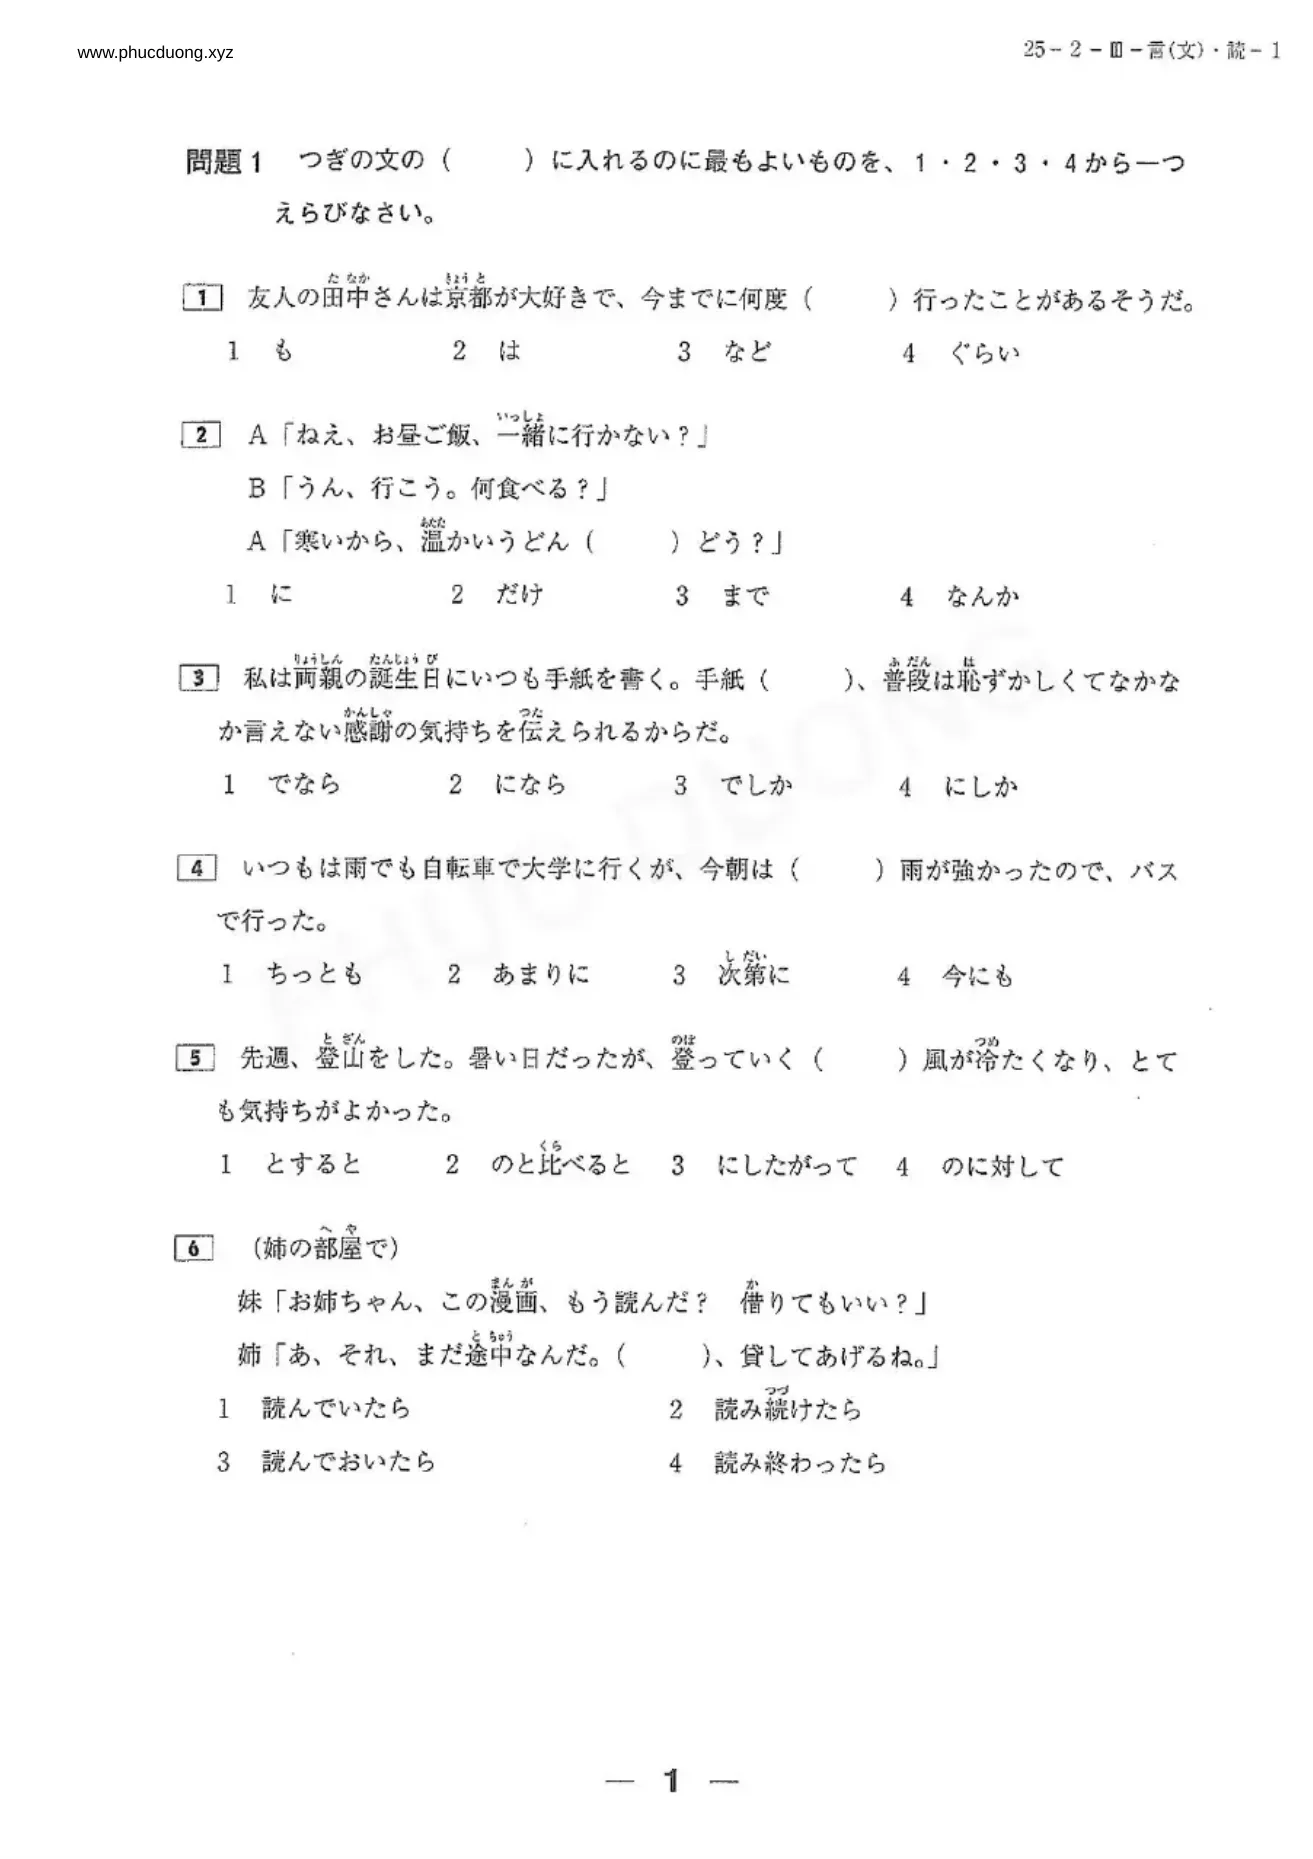 www.phucduong.xyz
25-2-Ⅲ-言(文)・読-1
問題1 つぎの文の( )に入れるのに最もよいものを、1・2・3・4から一つ
えらびなさい。
1 友人の田中さんは京都が大好きで、今までに何度( )行ったことがあるそうだ。
1 も 2 は 3 など 4 ぐらい
2 A「ねえ、お昼ご飯、一緒に行かない?」
B「うん、行こう。何食べる?」
A「寒いから、温かいうどん( )どう?」
1 に 2 だけ 3 まで 4 なんか
3 私は両親の誕生日にいつも手紙を書く。手紙( )、普段は恥ずかしくてなかな
か言えない感謝の気持ちを伝えられるからだ。
1 でなら 2 になら 3 でしか 4 にしか
4 いつもは雨でも自転車で大学に行くが、今朝は( )雨が強かったので、バス
で行った。
1 ちっとも 2 あまりに 3 次第に 4 今にも
5 先週、登山をした。暑い日だったが、登っていく( )風が冷たくなり、とて
も気持ちがよかった。
1 とすると 2 のと比べると 3 にしたがって 4 のに対して
6 (姉の部屋で)
妹「お姉ちゃん、この漫画、もう読んだ? 借りてもいい?」
姉「あ、それ、まだ途中なんだ。( )、貸してあげるね。」
1 読んでいたら 2 読み続けたら
3 読んでおいたら 4 読み終わったら
PHUC DUONG
— 1 —